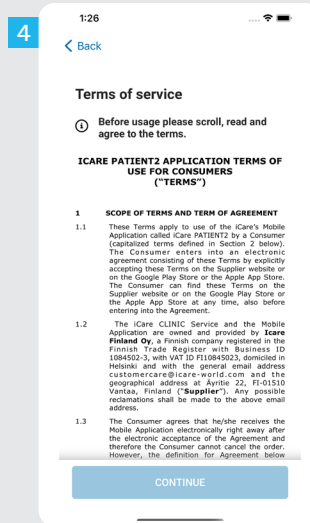 4
1:26
Back
Terms of service
Before usage please scroll, read and
agree to the terms.
ICARE PATIENT2 APPLICATION TERMS OF
USE FOR CONSUMERS
("TERMS")
1 SCOPE OF TERMS AND TERM OF AGREEMENT
1.1 These Terms apply to use of the iCare's Mobile
Application called iCare PATIENT2 by a Consumer
(capitalized terms defined in Section 2 below).
The Consumer enters into an electronic
agreement consisting of these Terms by explicitly
accepting these Terms on the Supplier website or
on the Google Play Store or the Apple App Store.
The Consumer can find these Terms on the
Supplier website or on the Google Play Store or
the Apple App Store at any time, also before
entering into the Agreement.
1.2 The iCare CLINIC Service and the Mobile
Application are owned and provided by Icare
Finland Oy, a Finnish company registered in the
Finnish Trade Register with Business ID
1084502-3, with VAT ID FI10845023, domiciled in
Helsinki and with the general email address
customercare@icare-world.com and the
geographical address at Äyritie 22, FI-01510
Vantaa, Finland ("Supplier"). Any possible
reclamations shall be made to the above email
address.
1.3 The Consumer agrees that he/she receives the
Mobile Application electronically right away after
the electronic acceptance of the Agreement and
therefore the Consumer cannot cancel the order.
However, the definition for Agreement below
CONTINUE